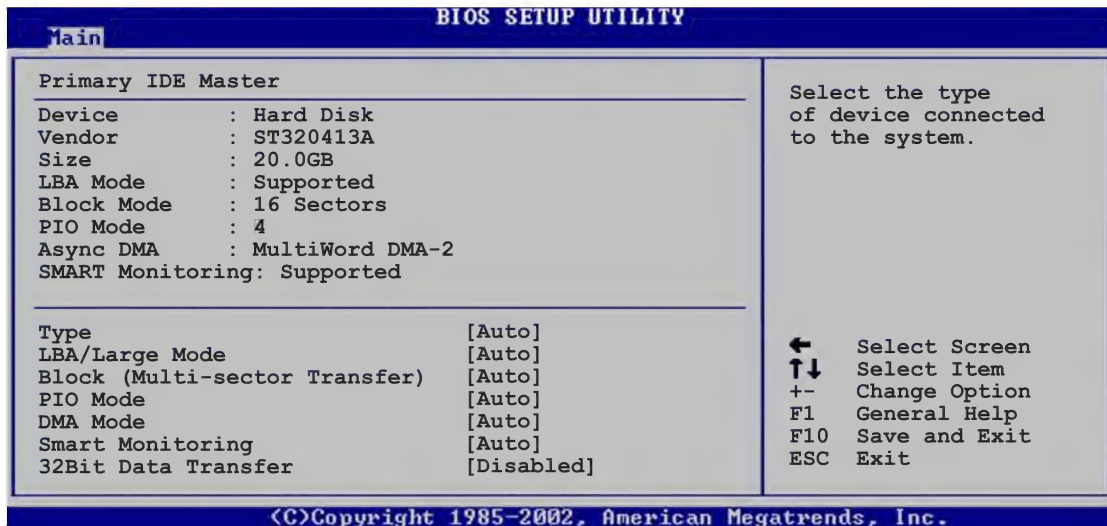 BIOS SETUP UTILITY
Main
Primary IDE Master
Device : Hard Disk
Vendor : ST320413A
Size : 20.0GB
LBA Mode : Supported
Block Mode : 16 Sectors
PIO Mode : 4
Async DMA : MultiWord DMA-2
SMART Monitoring: Supported
Type [Auto]
LBA/Large Mode [Auto]
Block (Multi-sector Transfer) [Auto]
PIO Mode [Auto]
DMA Mode [Auto]
Smart Monitoring [Auto]
32Bit Data Transfer [Disabled]
Select the type
of device connected
to the system.
← Select Screen
↑↓ Select Item
+- Change Option
F1 General Help
F10 Save and Exit
ESC Exit
(C)Copyright 1985-2002, American Megatrends, Inc.